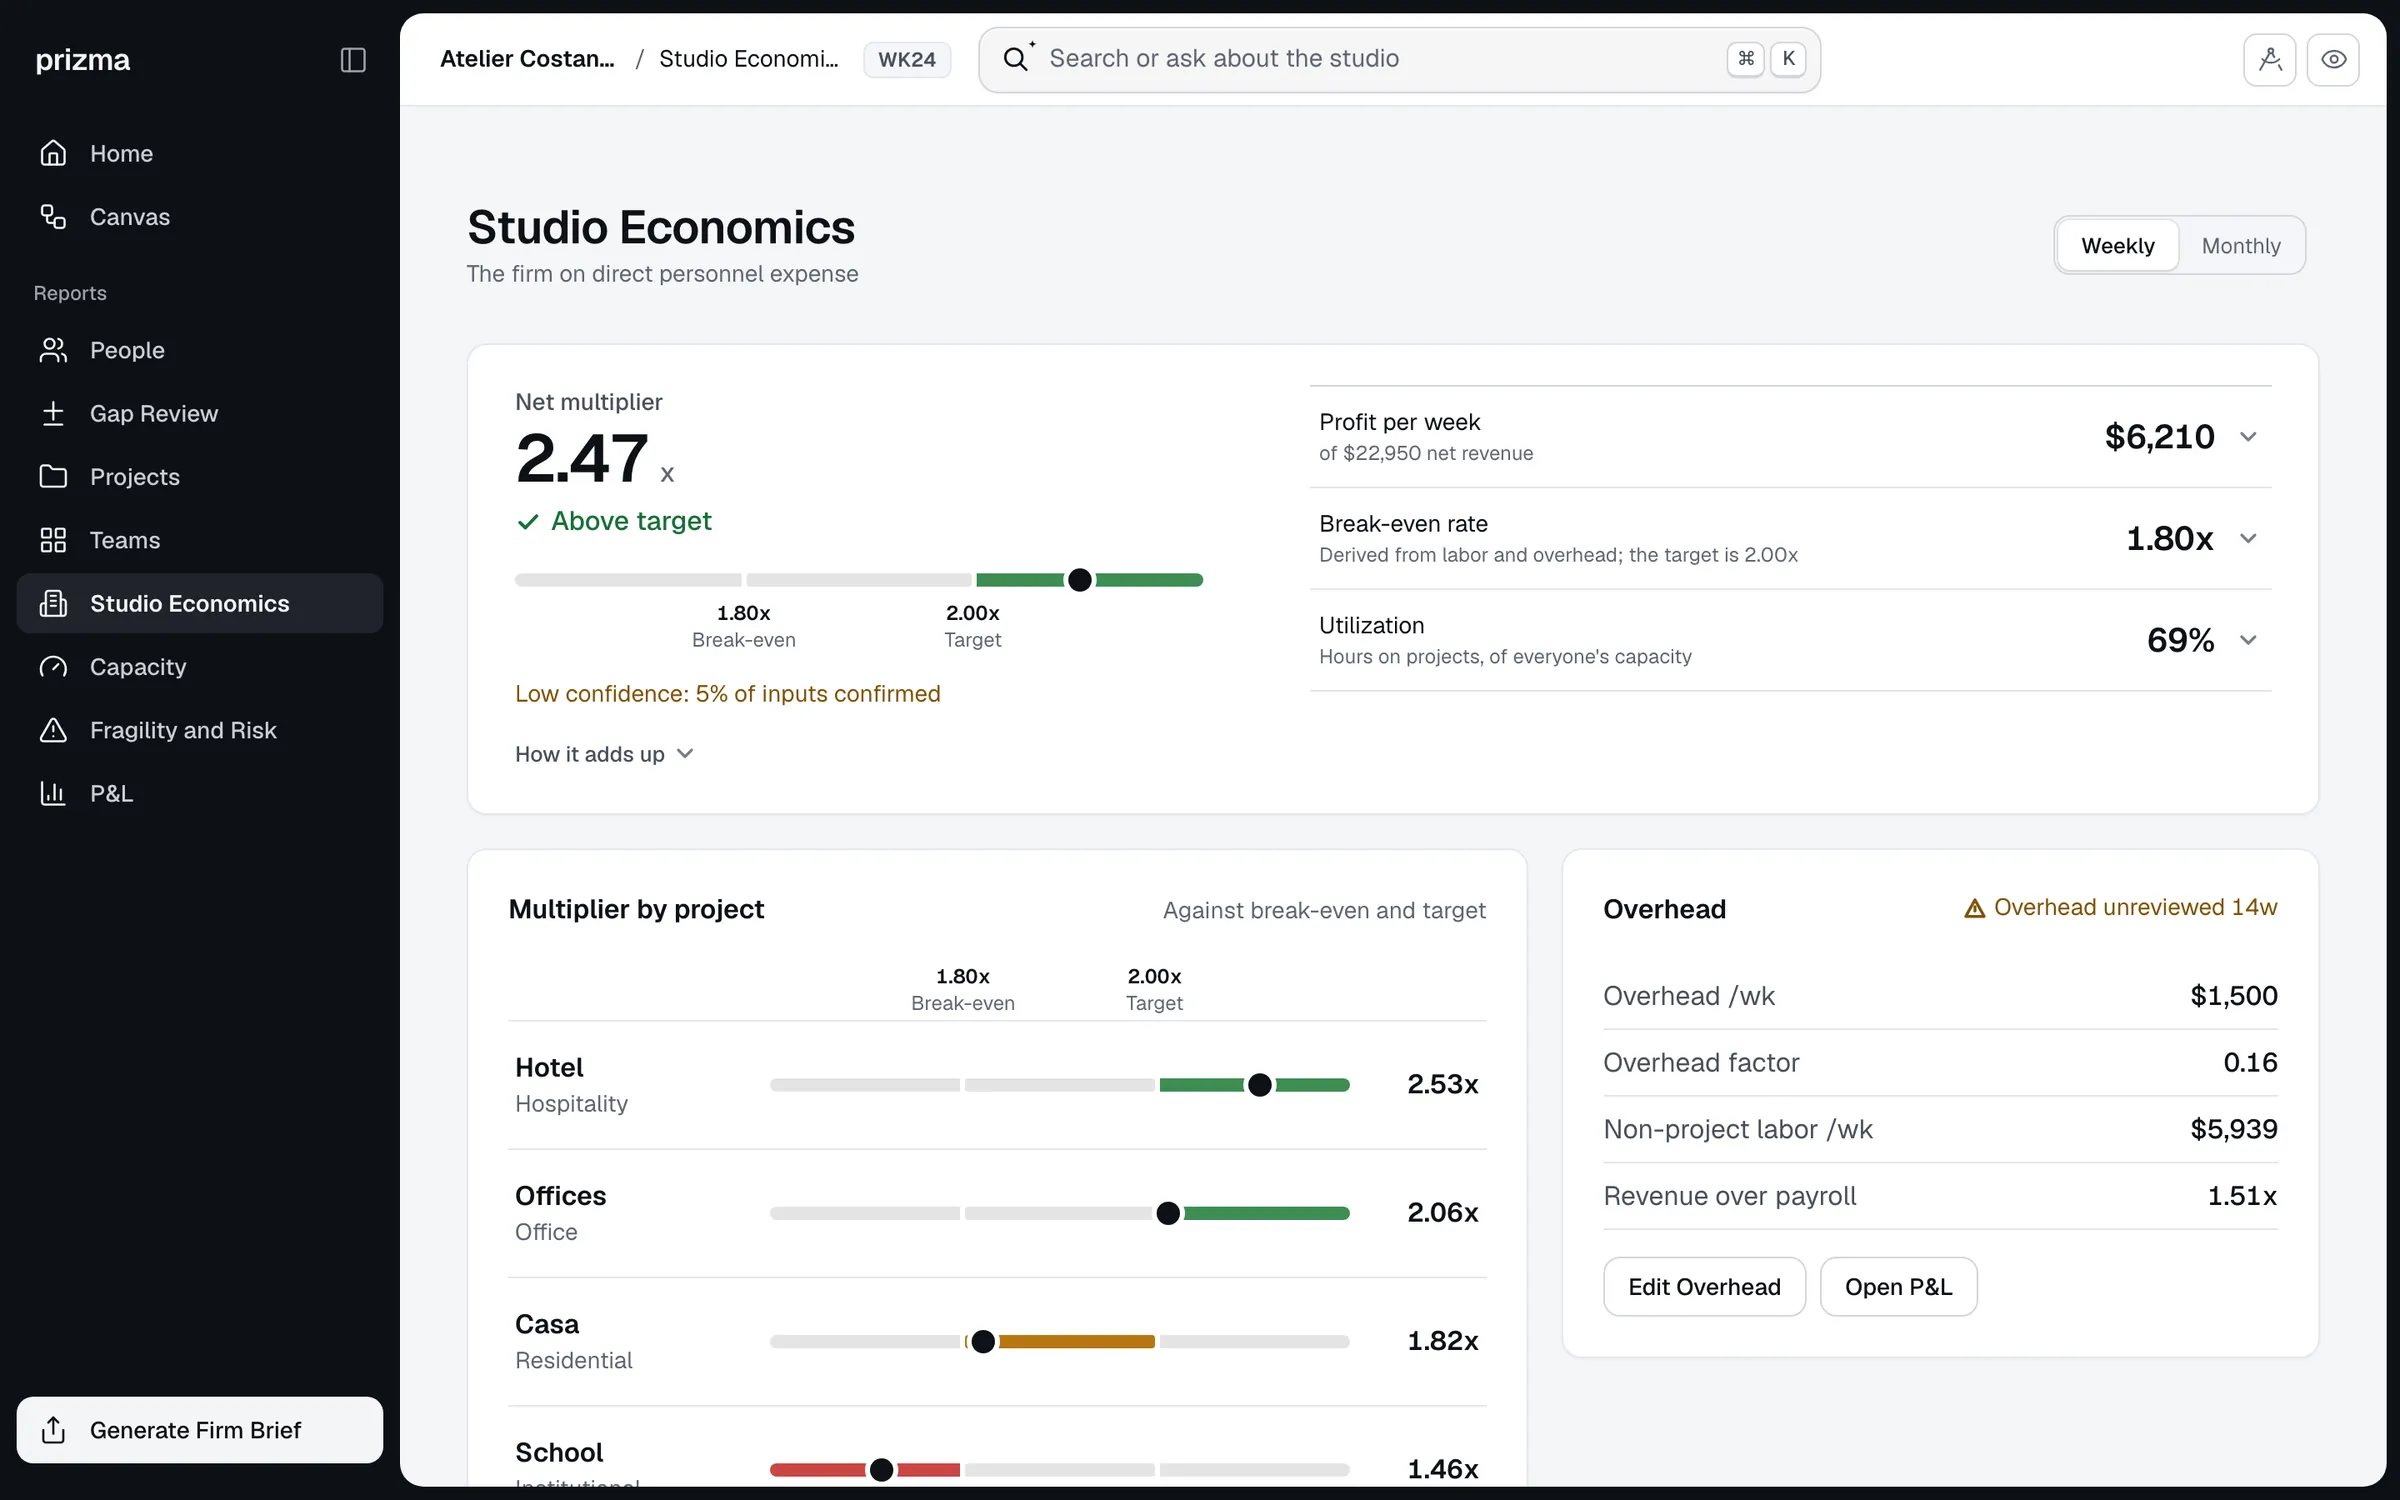 prizma
Home
Canvas
Reports
People
Gap Review
Projects
Teams
Studio Economics
Capacity
Fragility and Risk
P&L
Generate Firm Brief
Atelier Costan... / Studio Economi... WK24
Search or ask about the studio ⌘ K
Studio Economics
The firm on direct personnel expense
Weekly Monthly
Net multiplier
2.47 x
Above target
1.80x 2.00x
Break-even Target
Low confidence: 5% of inputs confirmed
How it adds up
Profit per week
of $22,950 net revenue
$6,210
Break-even rate
Derived from labor and overhead; the target is 2.00x
1.80x
Utilization
Hours on projects, of everyone's capacity
69%
Multiplier by project Against break-even and target
1.80x 2.00x
Break-even Target
Hotel
Hospitality
2.53x
Offices
Office
2.06x
Casa
Residential
1.82x
School
Institutional
1.46x
Overhead Overhead unreviewed 14w
Overhead /wk $1,500
Overhead factor 0.16
Non-project labor /wk $5,939
Revenue over payroll 1.51x
Edit Overhead Open P&L